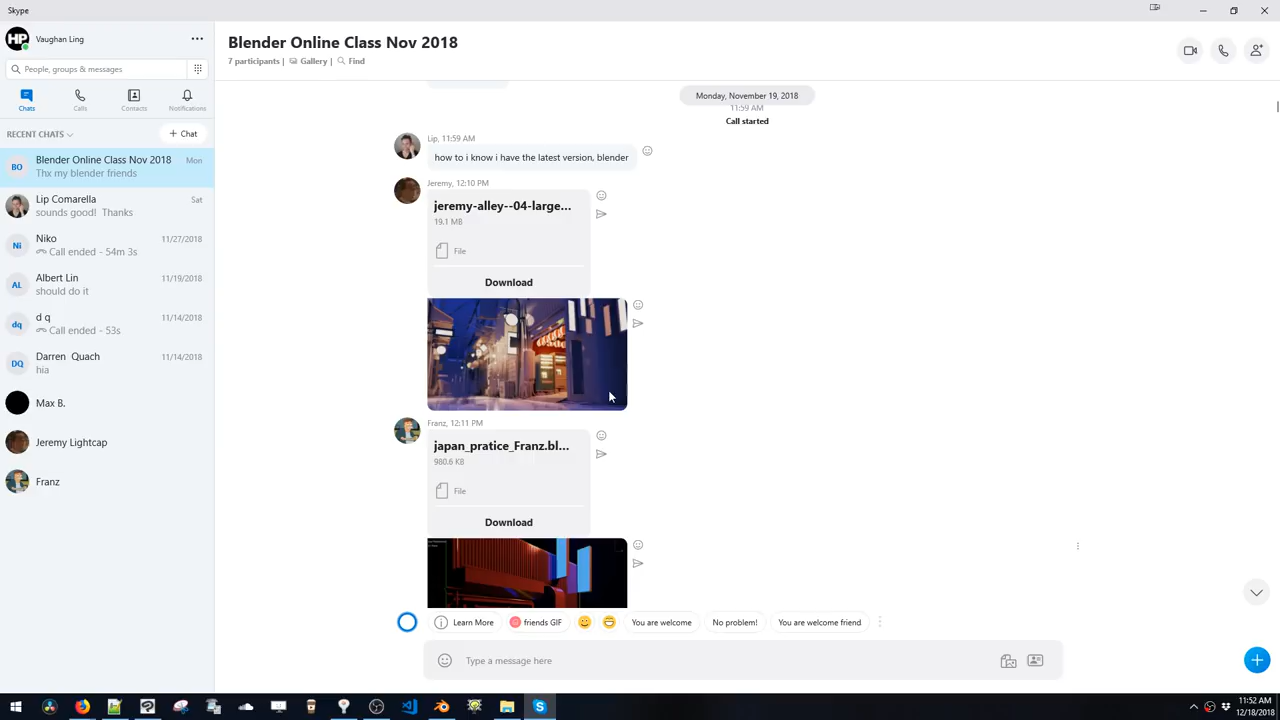 Skype
HP
Vaughan Ling
People, groups & messages
Chats
Calls
Contacts
Notifications
RECENT CHATS
+ Chat
BO
Blender Online Class Nov 2018
Mon
Thx my blender friends
Lip Comarella
Sat
sounds good! Thanks
Ni
Niko
11/27/2018
Call ended - 54m 3s
AL
Albert Lin
11/19/2018
should do it
dq
d q
11/14/2018
Call ended - 53s
DQ
Darren Quach
11/14/2018
hia
Max B.
Jeremy Lightcap
Franz
Blender Online Class Nov 2018
7 participants | Gallery | Find
Monday, November 19, 2018
11:59 AM
Call started
Lip, 11:59 AM
how to i know i have the latest version, blender
Jeremy, 12:10 PM
jeremy-alley--04-large...
19.1 MB
File
Download
Franz, 12:11 PM
japan_pratice_Franz.bl...
980.6 KB
File
Download
Learn More
friends GIF
You are welcome
No problem!
You are welcome friend
Type a message here
11:52 AM
12/18/2018